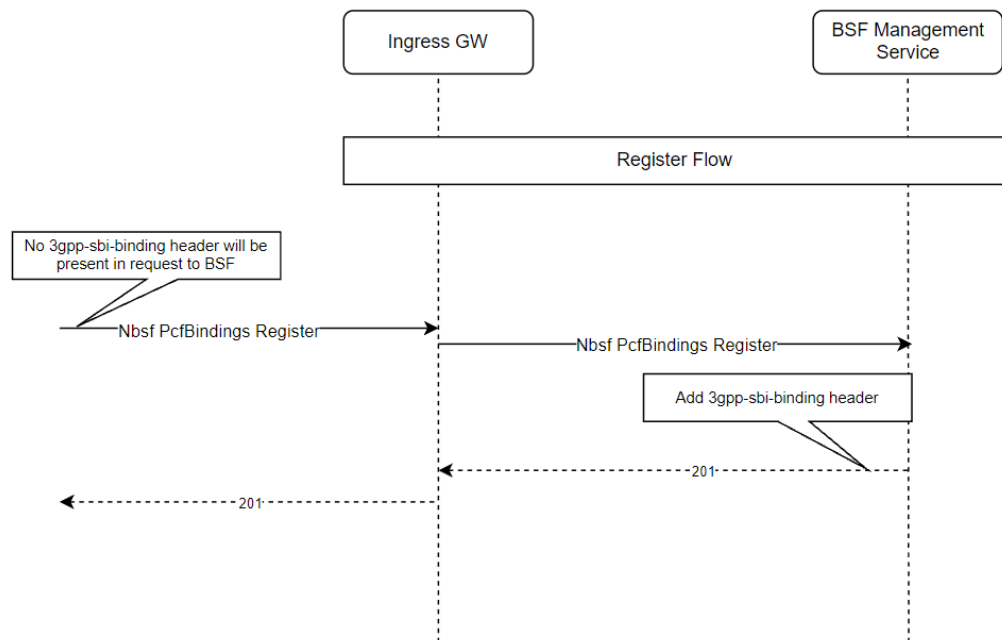 Ingress GW
BSF Management
Service
Register Flow
No 3gpp-sbi-binding header will be
present in request to BSF
Nbsf PcfBindings Register
Nbsf PcfBindings Register
Add 3gpp-sbi-binding header
201
201